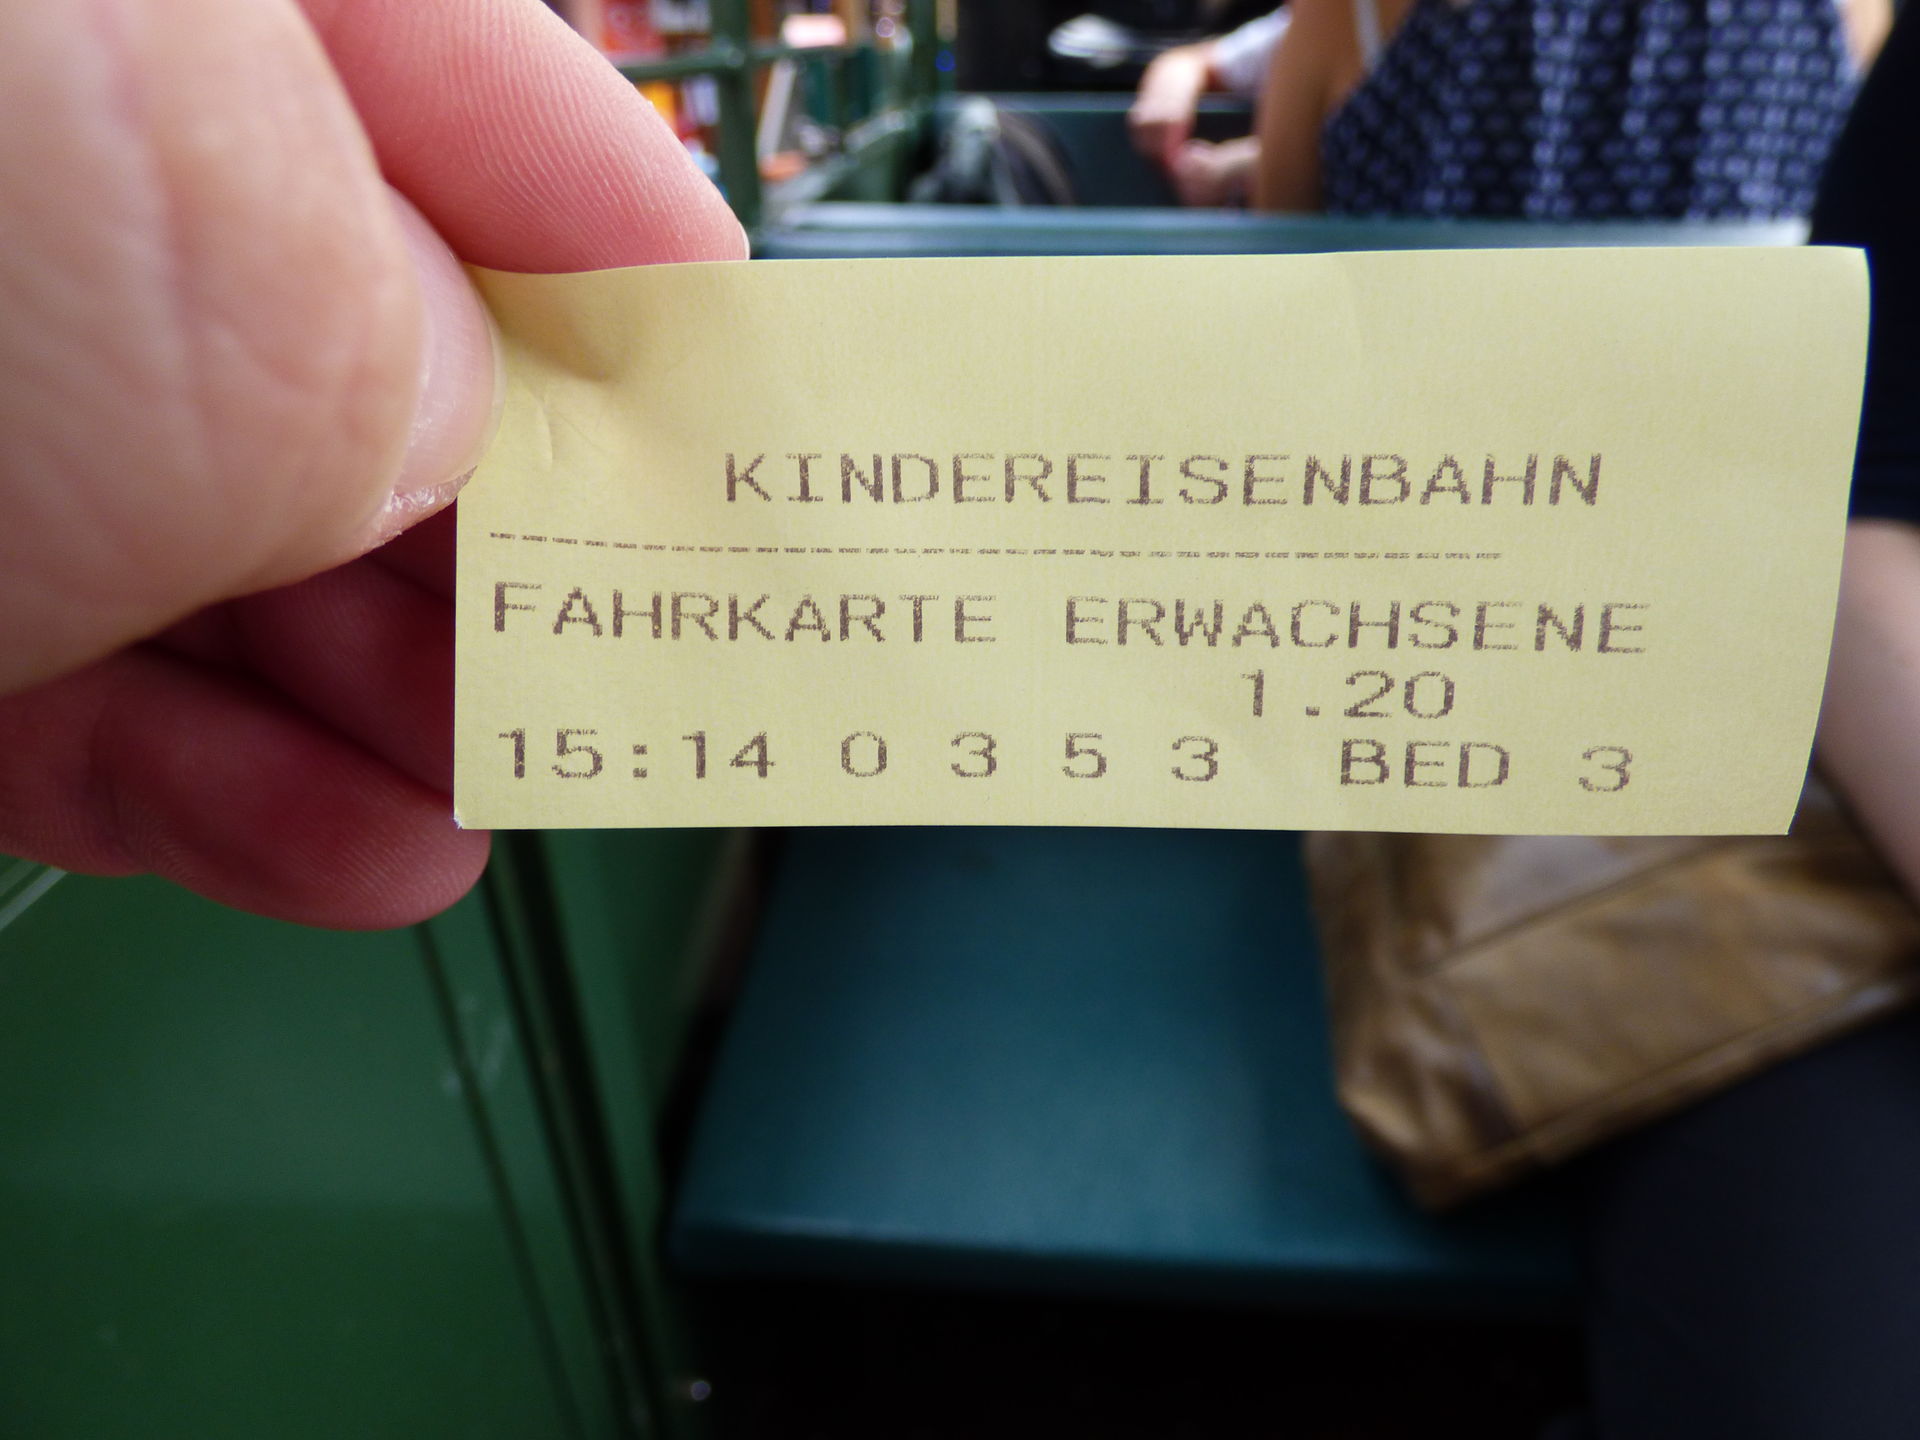 KINDEREISENBAHN
FAHRKARTE ERWACHSENE
1.20
15:14 0 3 5 3 BED 3